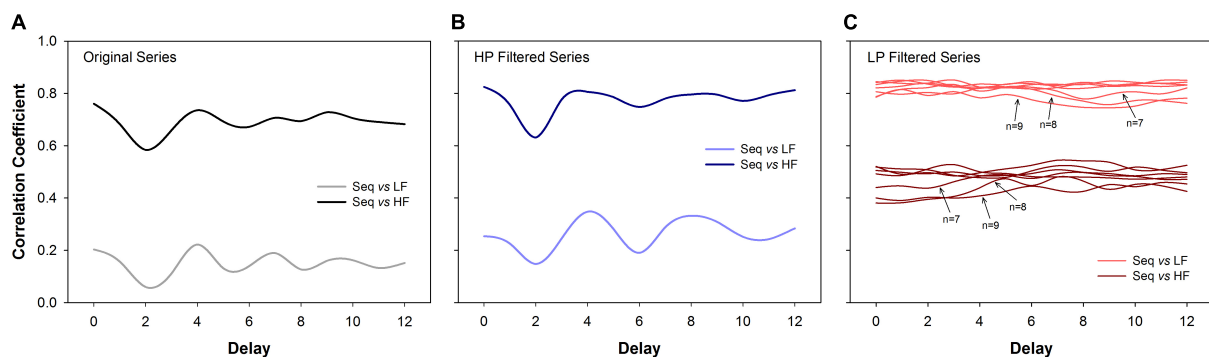 A
B
C
Original Series
HP Filtered Series
LP Filtered Series
Correlation Coefficient
1.0
0.8
0.6
0.4
0.2
0.0
Seq vs LF
Seq vs HF
Seq vs LF
Seq vs HF
n=9
n=8
n=7
n=7
n=8
n=9
Seq vs LF
Seq vs HF
0 2 4 6 8 10 12
0 2 4 6 8 10 12
0 2 4 6 8 10 12
Delay
Delay
Delay